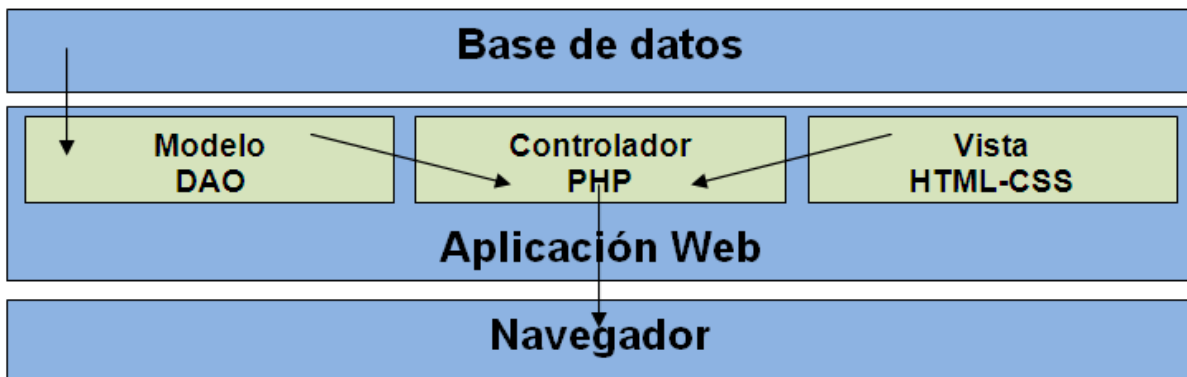 Base de datos
Modelo
DAO
Controlador
PHP
Vista
HTML-CSS
Aplicación Web
Navegador